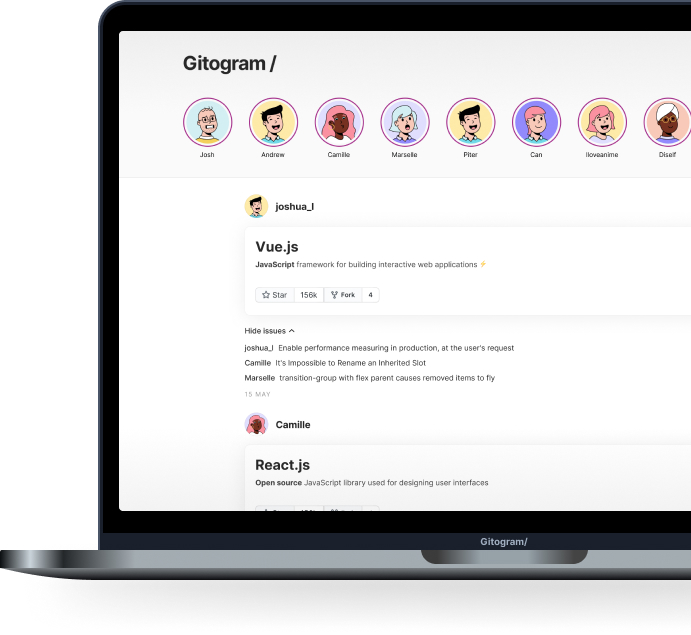 Gitogram /
Josh Andrew Camille Marselle Piter Can Iloveanime Diself
joshua_l
Vue.js
JavaScript framework for building interactive web applications ⚡
Star 156k Fork 4
Hide issues
joshua_l Enable performance measuring in production, at the user's request
Camille It's Impossible to Rename an Inherited Slot
Marselle transition-group with flex parent causes removed items to fly
15 MAY
Camille
React.js
Open source JavaScript library used for designing user interfaces
Gitogram/